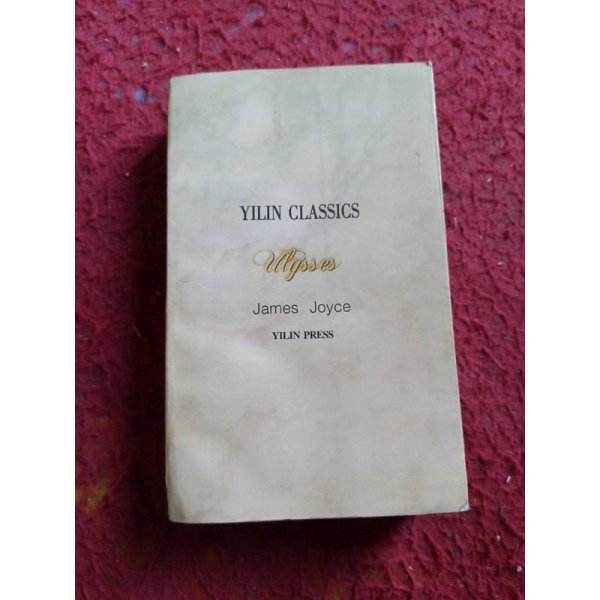 YILIN CLASSICS
Ulysses
James Joyce
YILIN PRESS